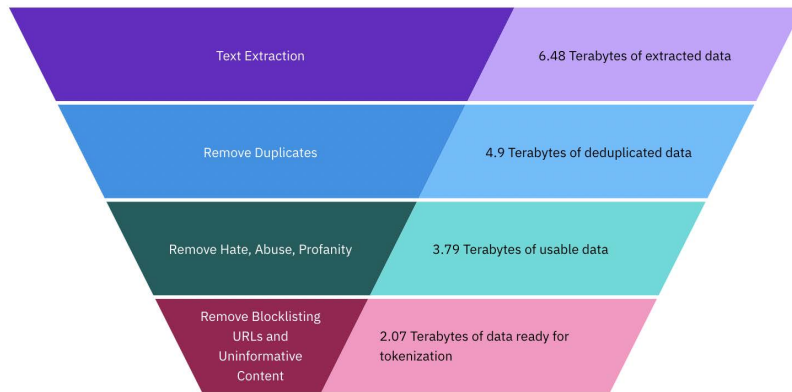 Text Extraction
6.48 Terabytes of extracted data
Remove Duplicates
4.9 Terabytes of deduplicated data
Remove Hate, Abuse, Profanity
3.79 Terabytes of usable data
Remove Blocklisting
URLs and
Uninformative
Content
2.07 Terabytes of data ready for
tokenization